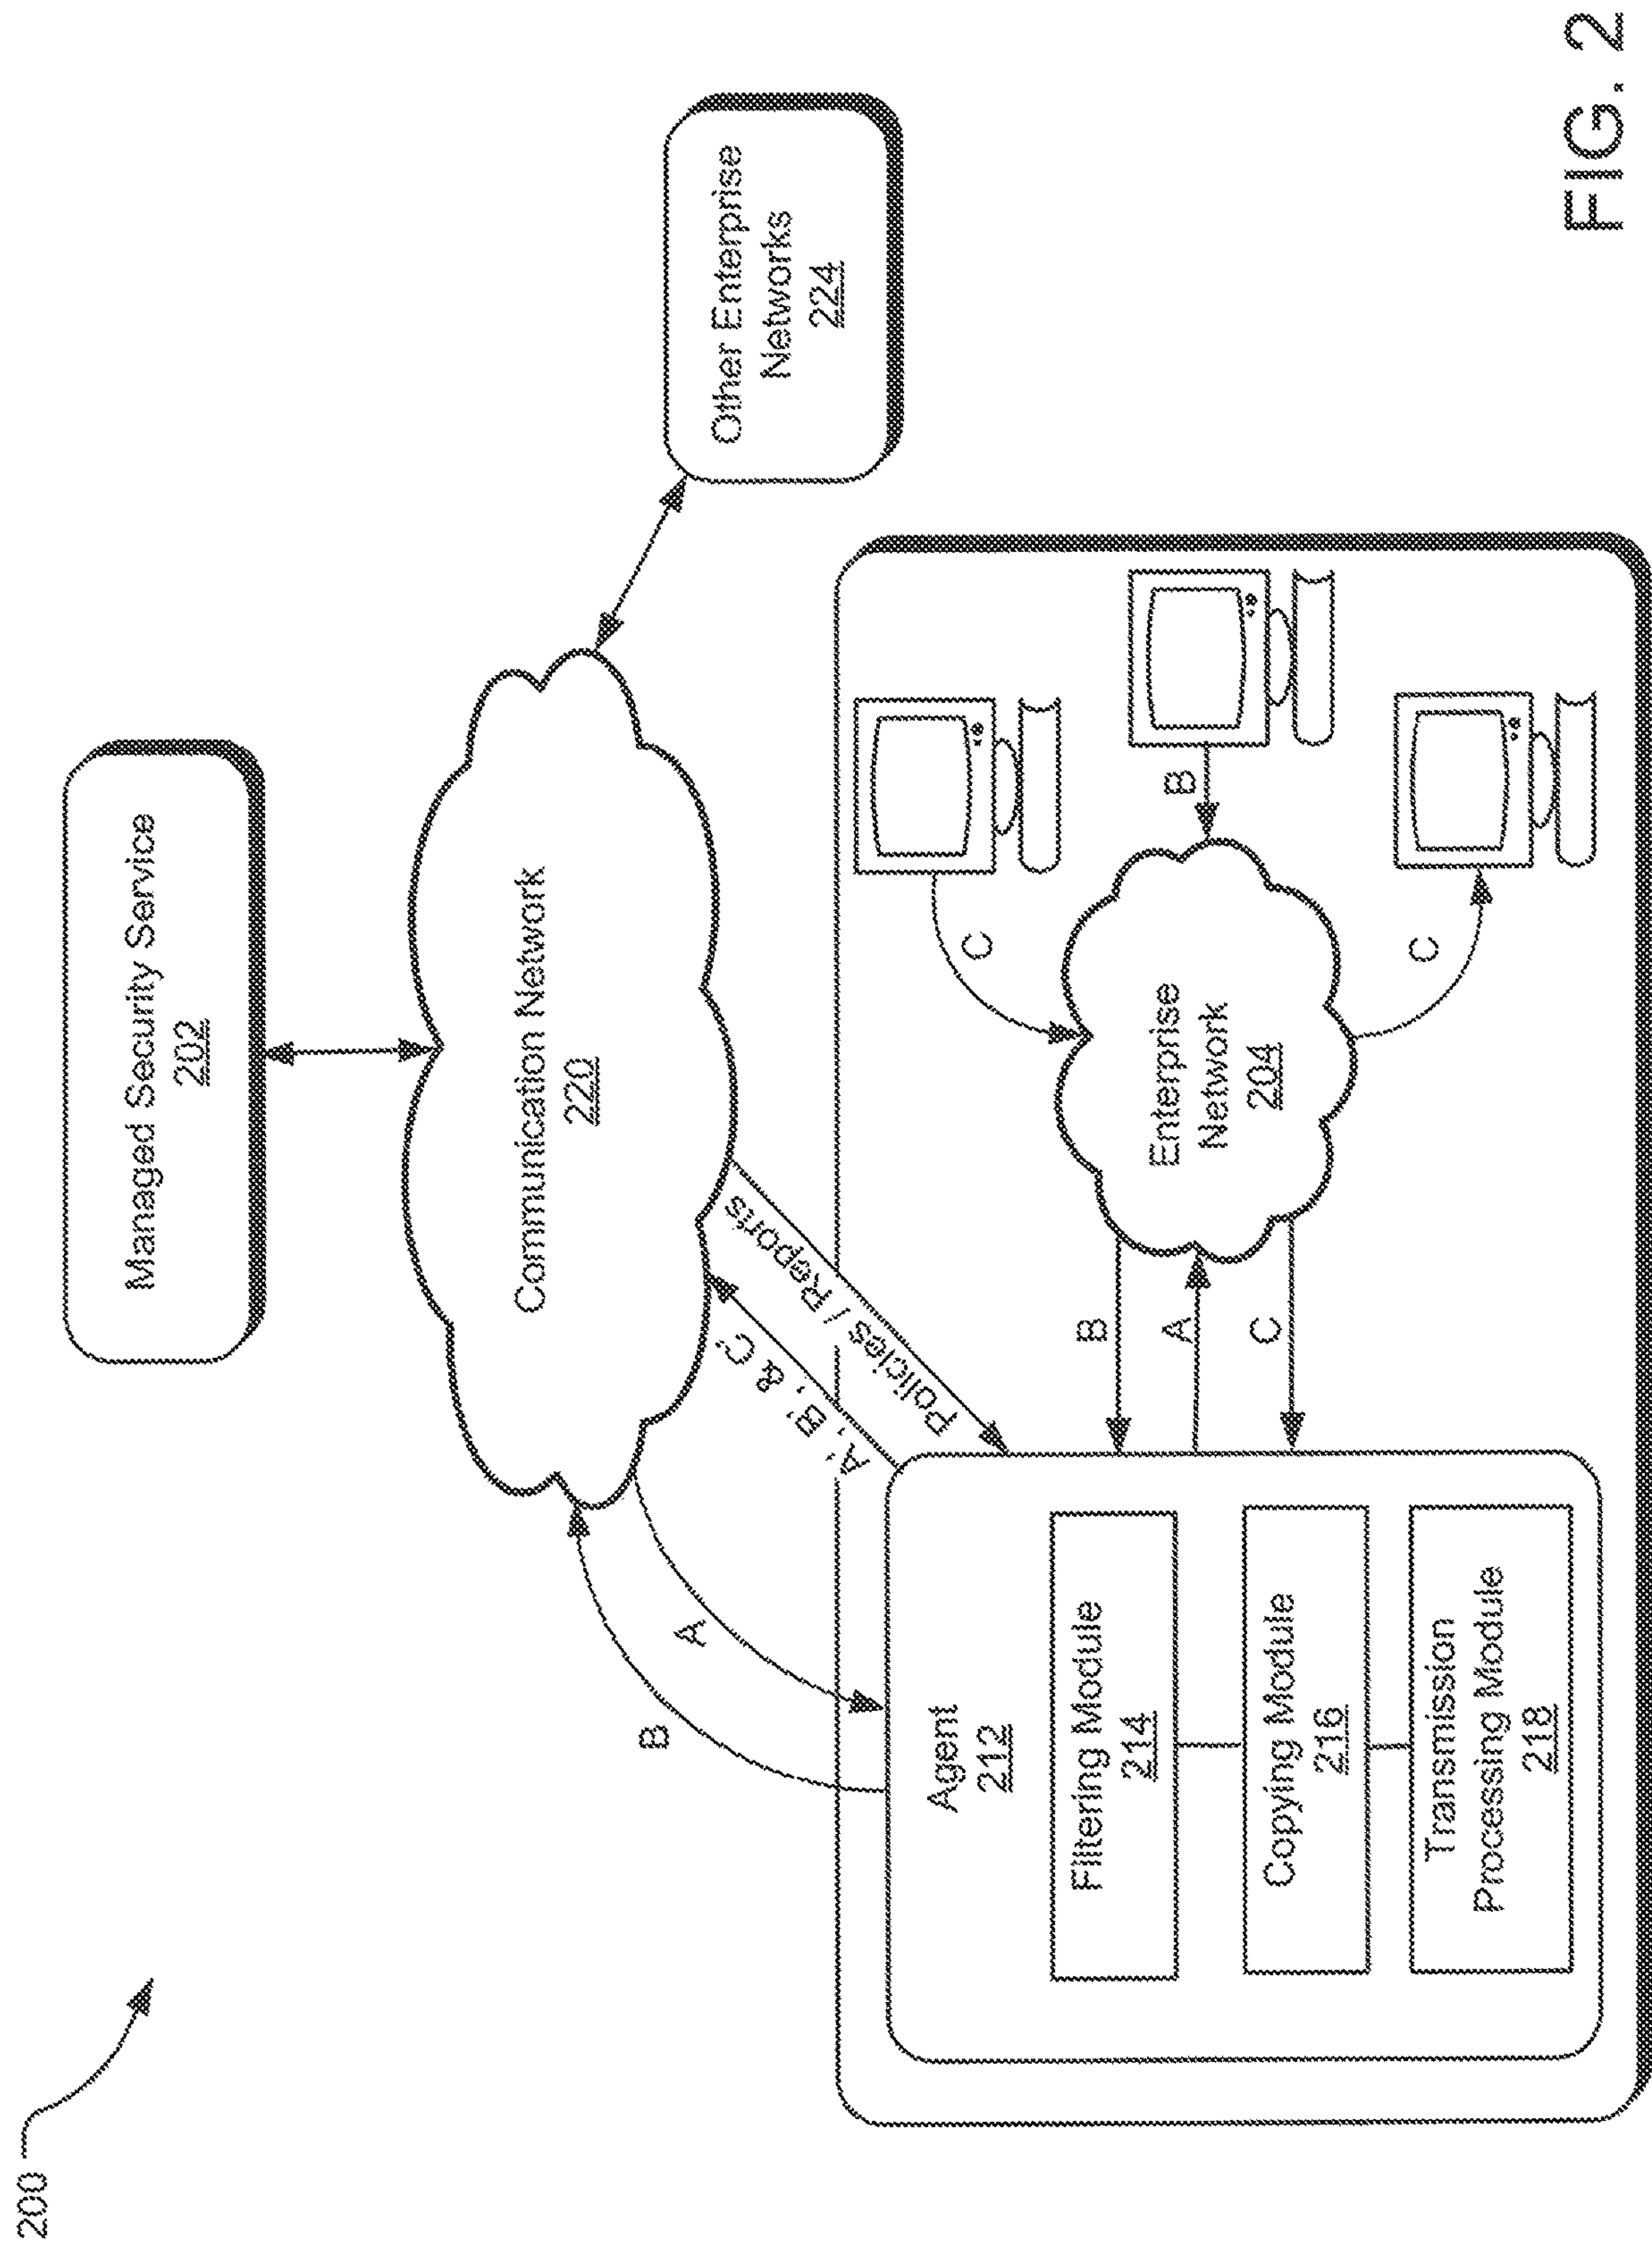 200
Managed Security Service
202
Communication Network
220
Other Enterprise
Networks
224
B
A
A', B', & C'
Policies / Reports
Agent
212
Filtering Module
214
Copying Module
216
Transmission
Processing Module
218
B
A
C
Enterprise
Network
204
C
B
C
FIG. 2